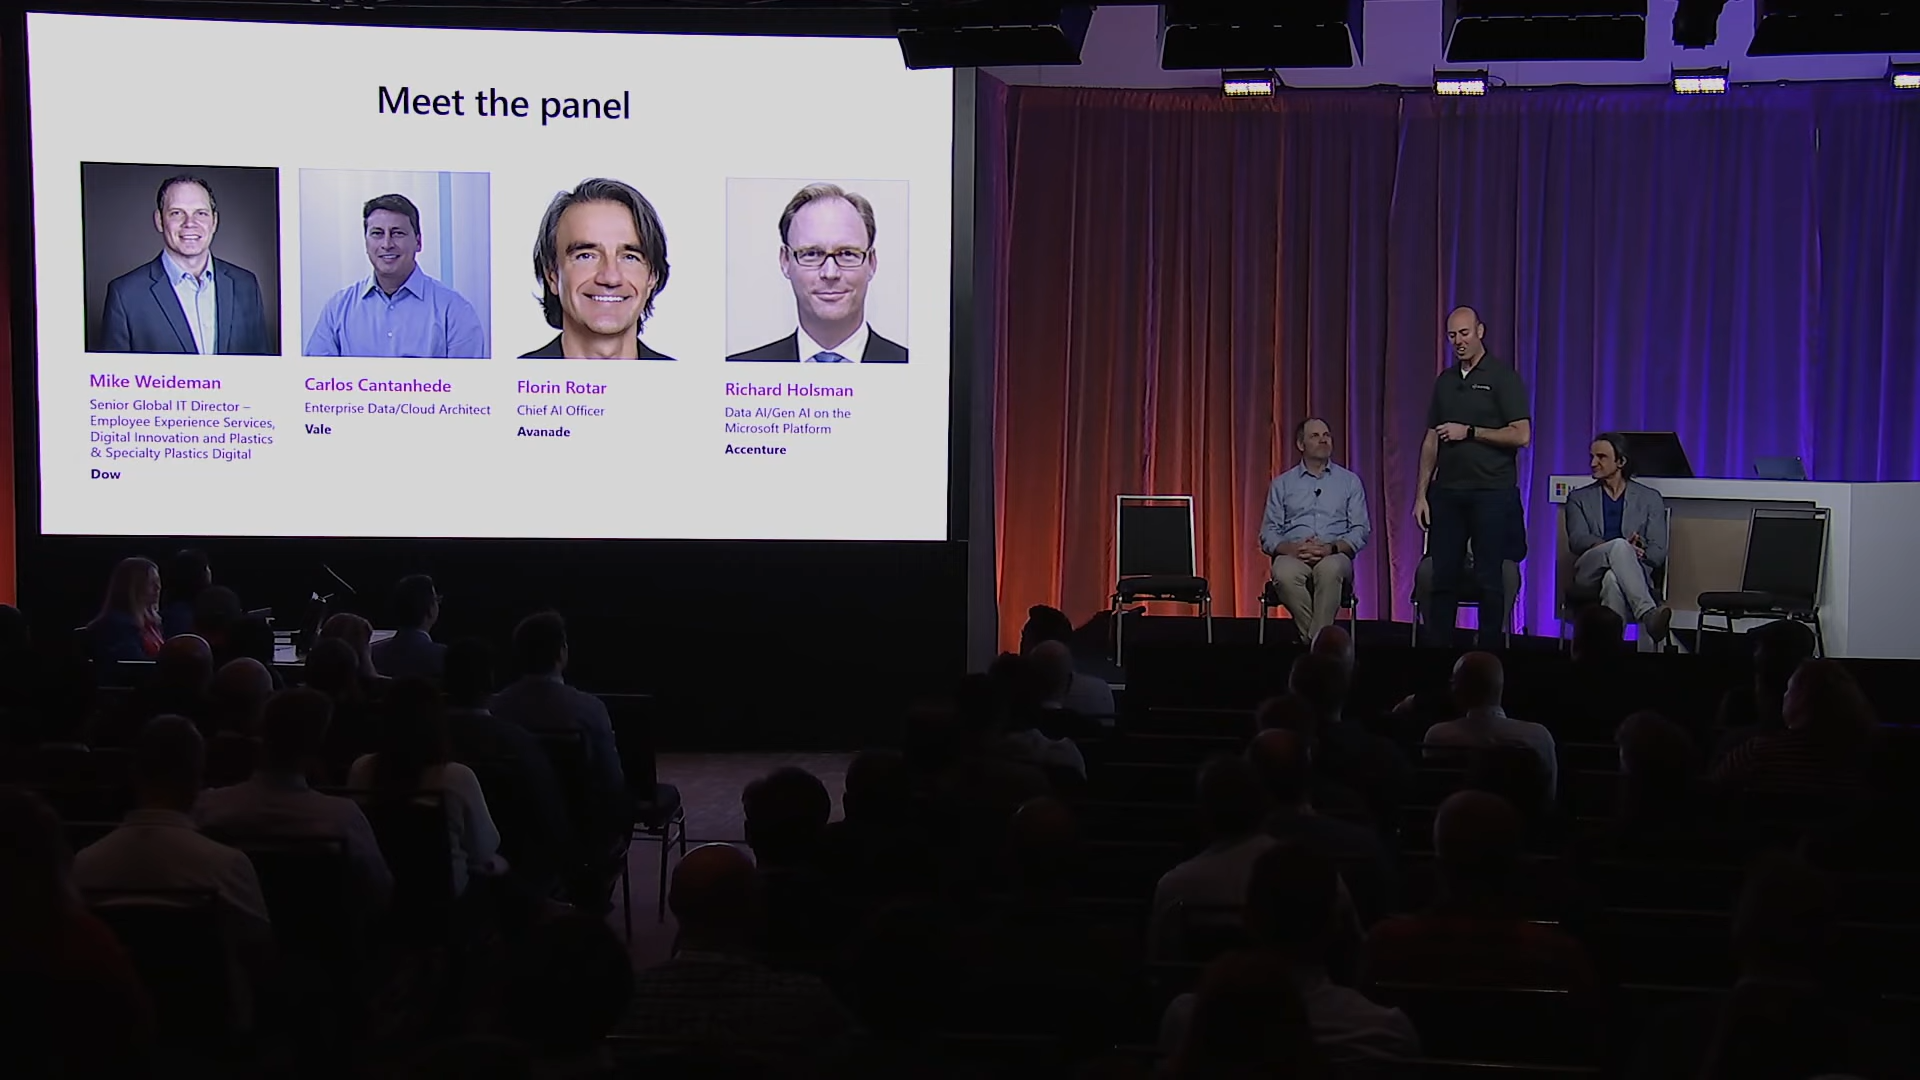 Meet the panel
Mike Weideman
Senior Global IT Director –
Employee Experience Services,
Digital Innovation and Plastics
& Specialty Plastics Digital
Dow
Carlos Cantanhede
Enterprise Data/Cloud Architect
Vale
Florin Rotar
Chief AI Officer
Avanade
Richard Holsman
Data AI/Gen AI on the
Microsoft Platform
Accenture